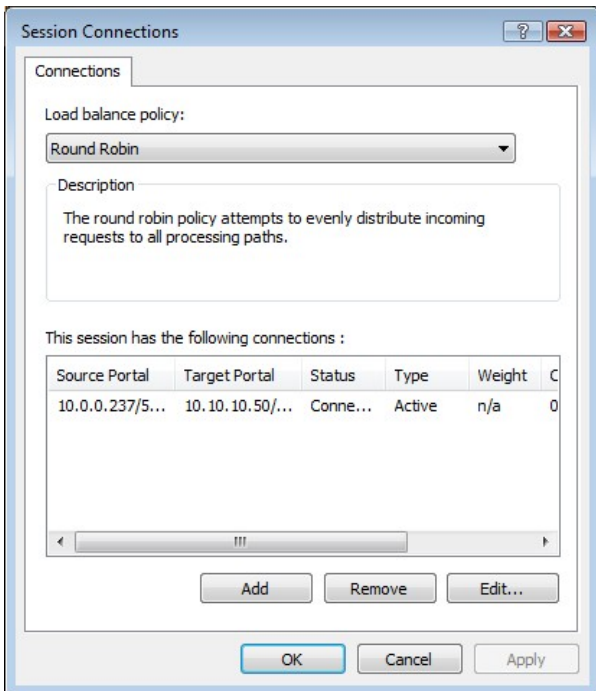 Session Connections
Connections
Load balance policy:
Round Robin
Description
The round robin policy attempts to evenly distribute incoming
requests to all processing paths.
This session has the following connections :
Source Portal Target Portal Status Type Weight C
10.0.0.237/5... 10.10.10.50/... Conne... Active n/a 0
Add Remove Edit...
OK Cancel Apply